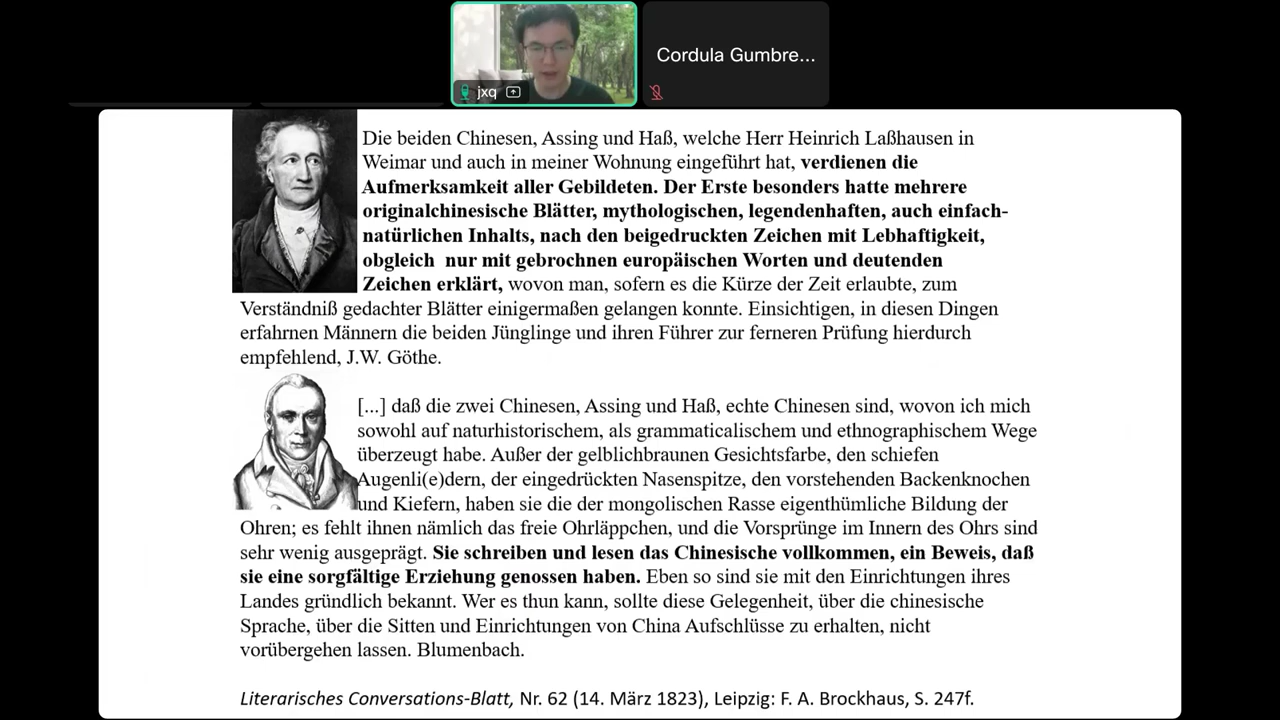 Cordula Gumbre...
jxq
Die beiden Chinesen, Assing und Haß, welche Herr Heinrich Laßhausen in
Weimar und auch in meiner Wohnung eingeführt hat, verdienen die
Aufmerksamkeit aller Gebildeten. Der Erste besonders hatte mehrere
originalchinesische Blätter, mythologischen, legendenhaften, auch einfach-
natürlichen Inhalts, nach den beigedruckten Zeichen mit Lebhaftigkeit,
obgleich nur mit gebrochnen europäischen Worten und deutenden
Zeichen erklärt, wovon man, sofern es die Kürze der Zeit erlaubte, zum
Verständniß gedachter Blätter einigermaßen gelangen konnte. Einsichtigen, in diesen Dingen
erfahrnen Männern die beiden Jünglinge und ihren Führer zur ferneren Prüfung hierdurch
empfehlend, J.W. Göthe.
[...] daß die zwei Chinesen, Assing und Haß, echte Chinesen sind, wovon ich mich
sowohl auf naturhistorischem, als grammaticalischem und ethnographischem Wege
überzeugt habe. Außer der gelblichbraunen Gesichtsfarbe, den schiefen
Augenli(e)dern, der eingedrückten Nasenspitze, den vorstehenden Backenknochen
und Kiefern, haben sie die der mongolischen Rasse eigenthümliche Bildung der
Ohren; es fehlt ihnen nämlich das freie Ohrläppchen, und die Vorsprünge im Innern des Ohrs sind
sehr wenig ausgeprägt. Sie schreiben und lesen das Chinesische vollkommen, ein Beweis, daß
sie eine sorgfältige Erziehung genossen haben. Eben so sind sie mit den Einrichtungen ihres
Landes gründlich bekannt. Wer es thun kann, sollte diese Gelegenheit, über die chinesische
Sprache, über die Sitten und Einrichtungen von China Aufschlüsse zu erhalten, nicht
vorübergehen lassen. Blumenbach.
Literarisches Conversations-Blatt, Nr. 62 (14. März 1823), Leipzig: F. A. Brockhaus, S. 247f.